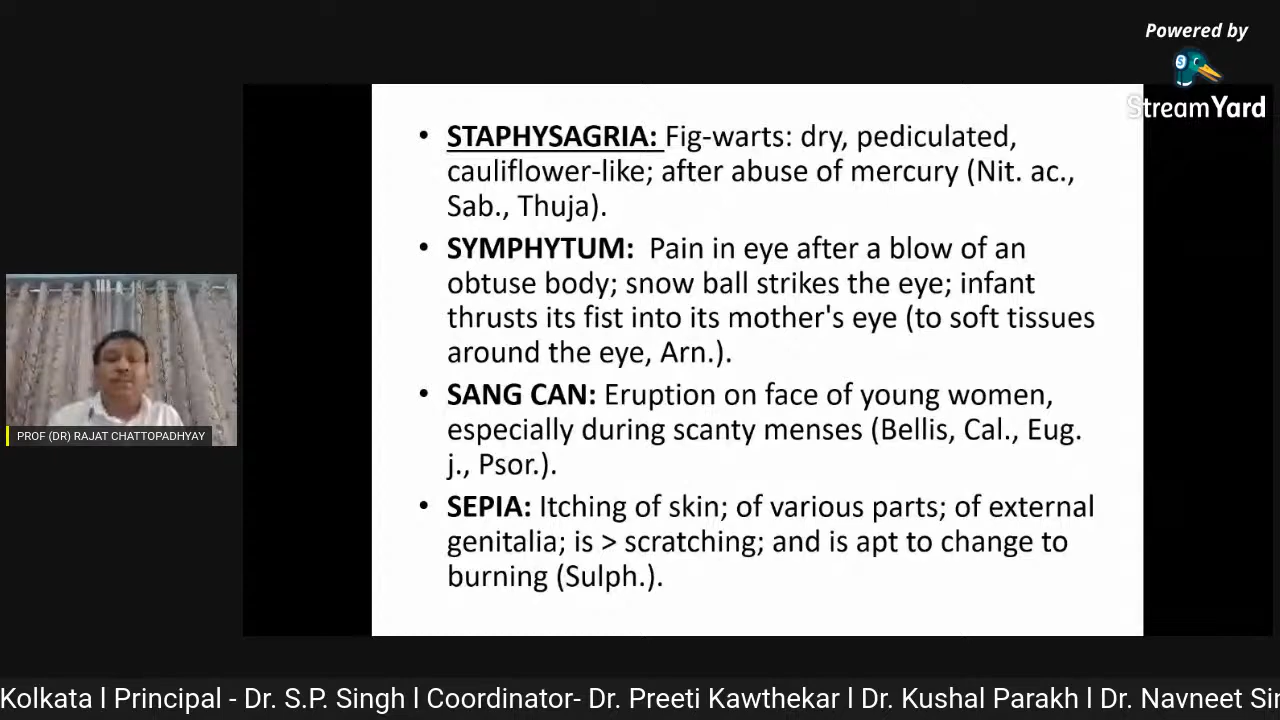 Powered by
StreamYard
• STAPHYSAGRIA: Fig-warts: dry, pediculated,
cauliflower-like; after abuse of mercury (Nit. ac.,
Sab., Thuja).
• SYMPHYTUM: Pain in eye after a blow of an
obtuse body; snow ball strikes the eye; infant
thrusts its fist into its mother's eye (to soft tissues
around the eye, Arn.).
• SANG CAN: Eruption on face of young women,
especially during scanty menses (Bellis, Cal., Eug.
j., Psor.).
• SEPIA: Itching of skin; of various parts; of external
genitalia; is > scratching; and is apt to change to
burning (Sulph.).
PROF (DR) RAJAT CHATTOPADHYAY
Kolkata l Principal - Dr. S.P. Singh l Coordinator- Dr. Preeti Kawthekar l Dr. Kushal Parakh l Dr. Navneet Sin